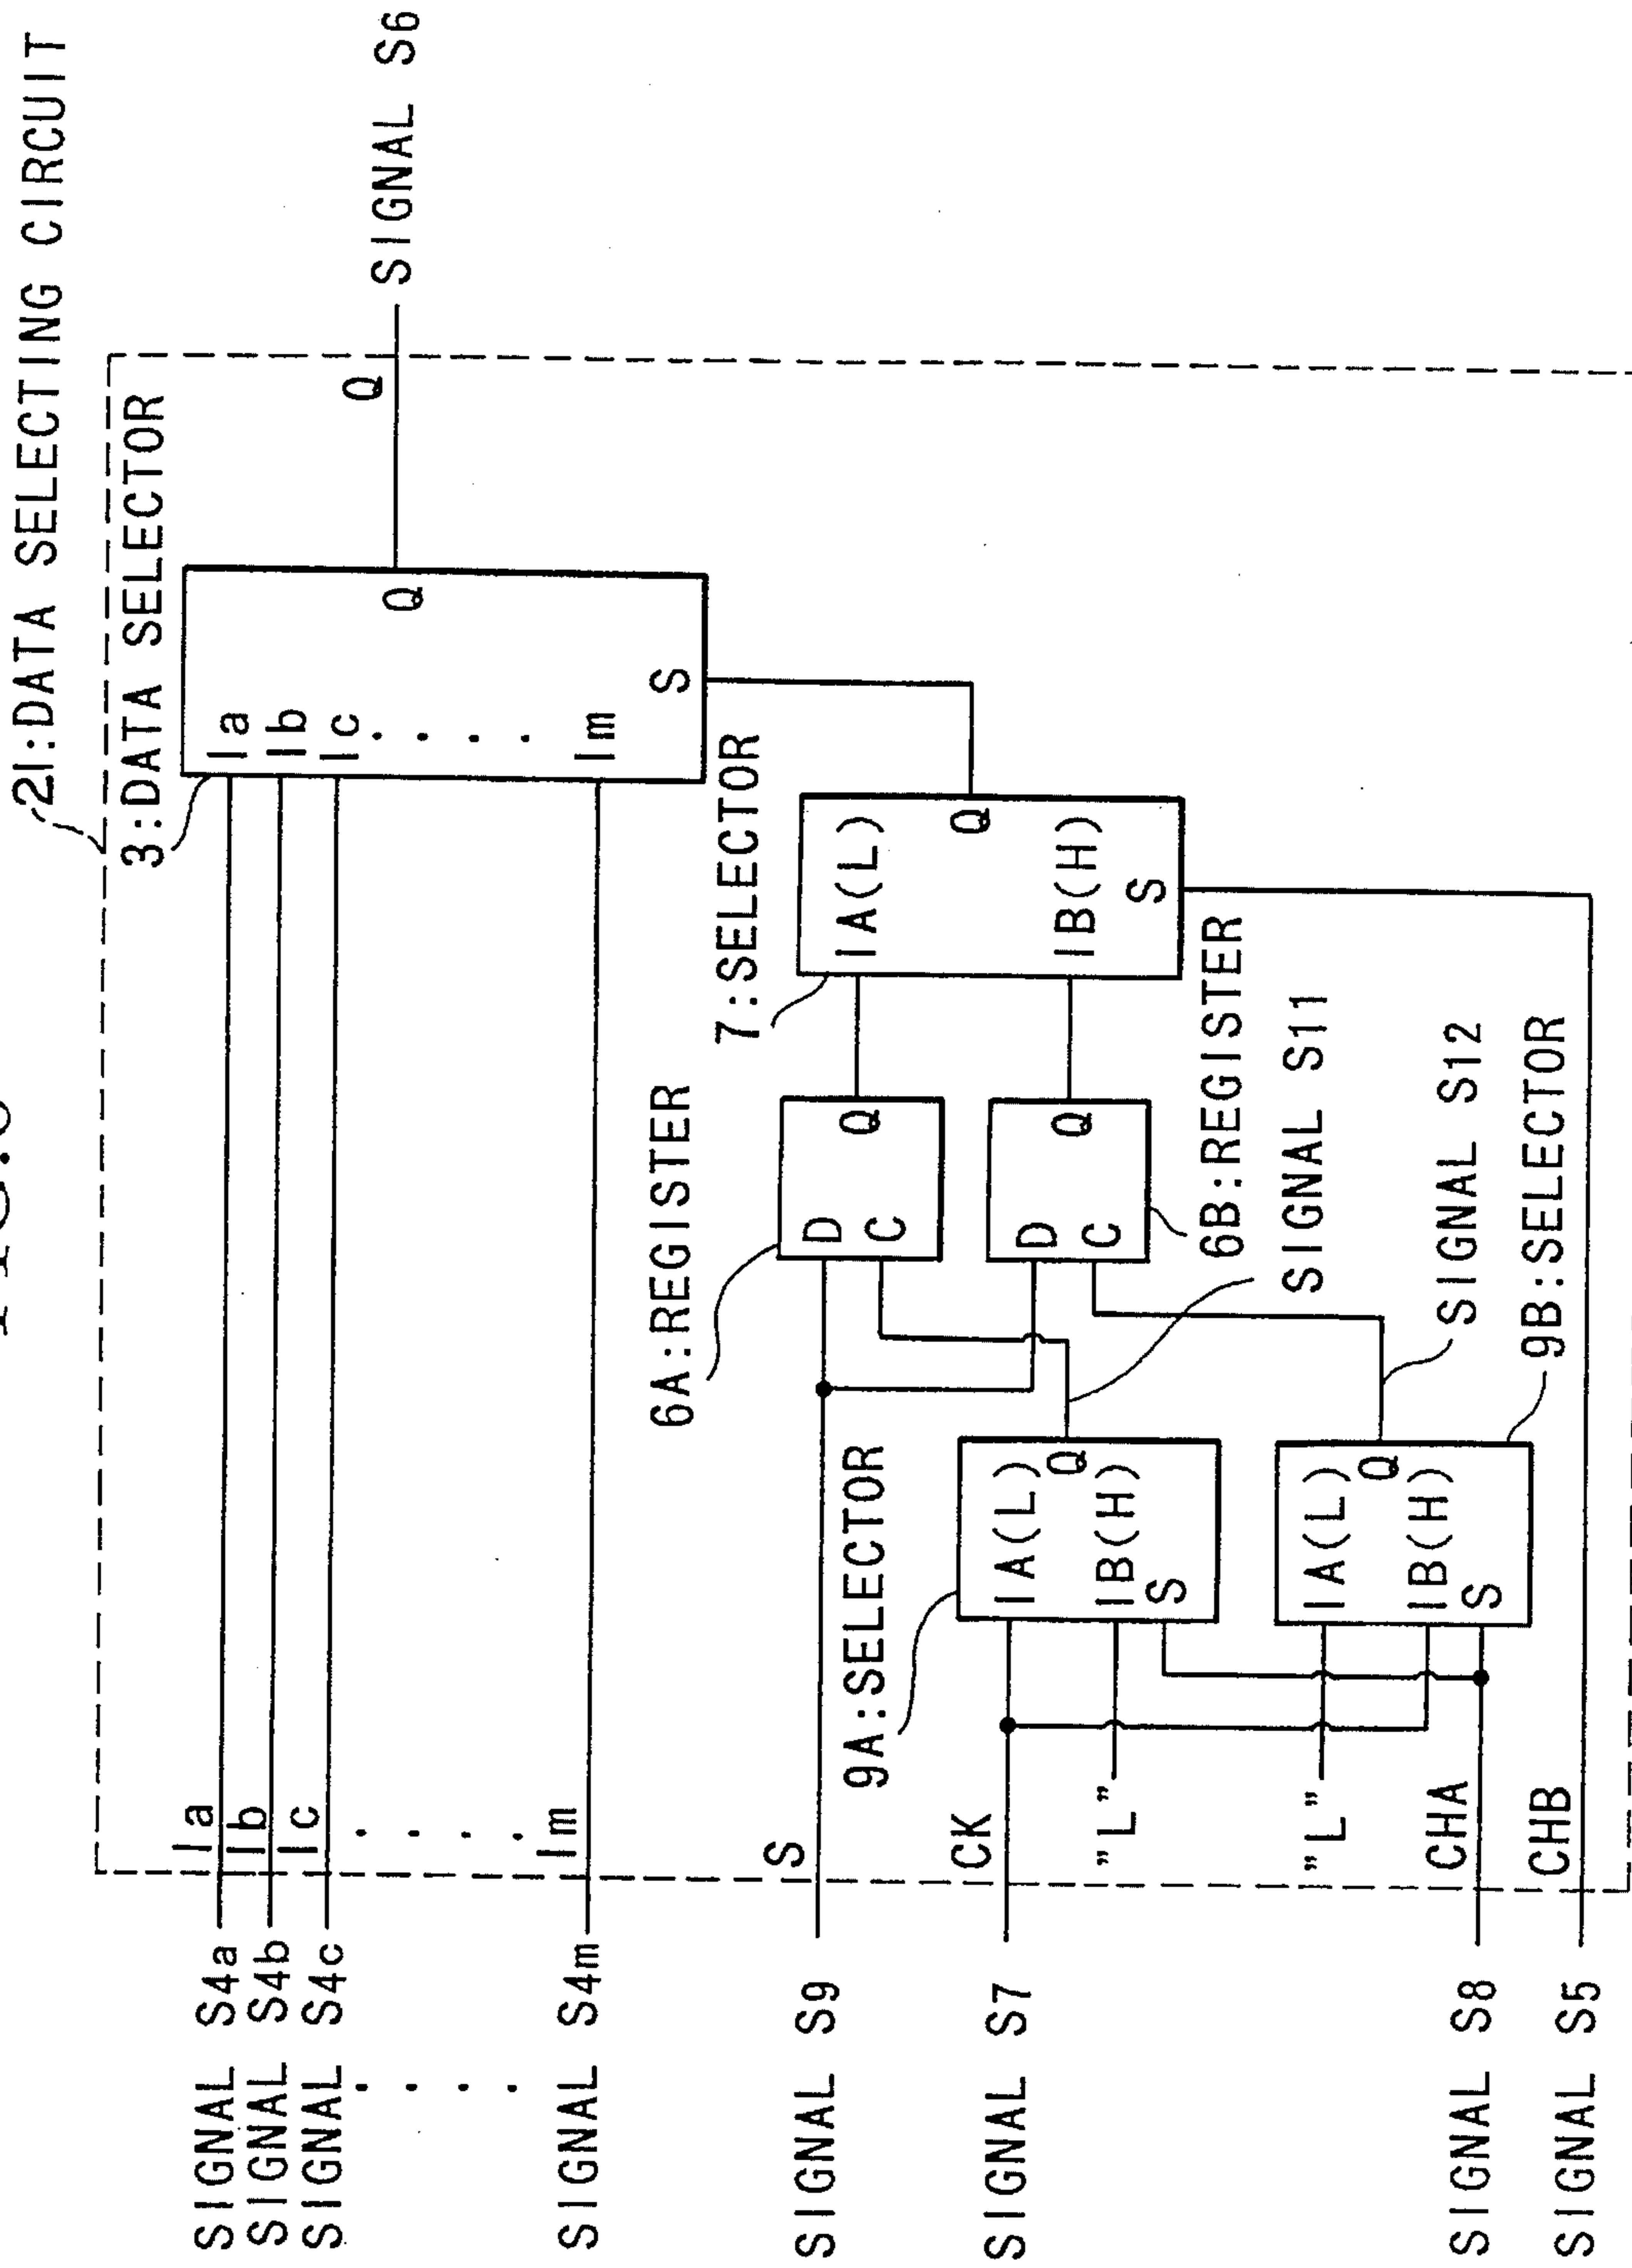 21:DATA SELECTING CIRCUIT
3:DATA SELECTOR
SIGNAL S4a
Ia
Ia
SIGNAL S4b
Ib
Ib
SIGNAL S4c
Ic
Ic
SIGNAL S4m
Im
Im
Q
Q
SIGNAL S6
S
6A:REGISTER
7:SELECTOR
SIGNAL S9
S
D
C
Q
IA(L)
Q
IB(H)
S
9A:SELECTOR
D
C
Q
SIGNAL S7
CK
IA(L)
Q
IB(H)
S
"L"
6B:REGISTER
SIGNAL S11
"L"
IA(L)
Q
IB(H)
S
SIGNAL S12
9B:SELECTOR
SIGNAL S8
CHA
SIGNAL S5
CHB